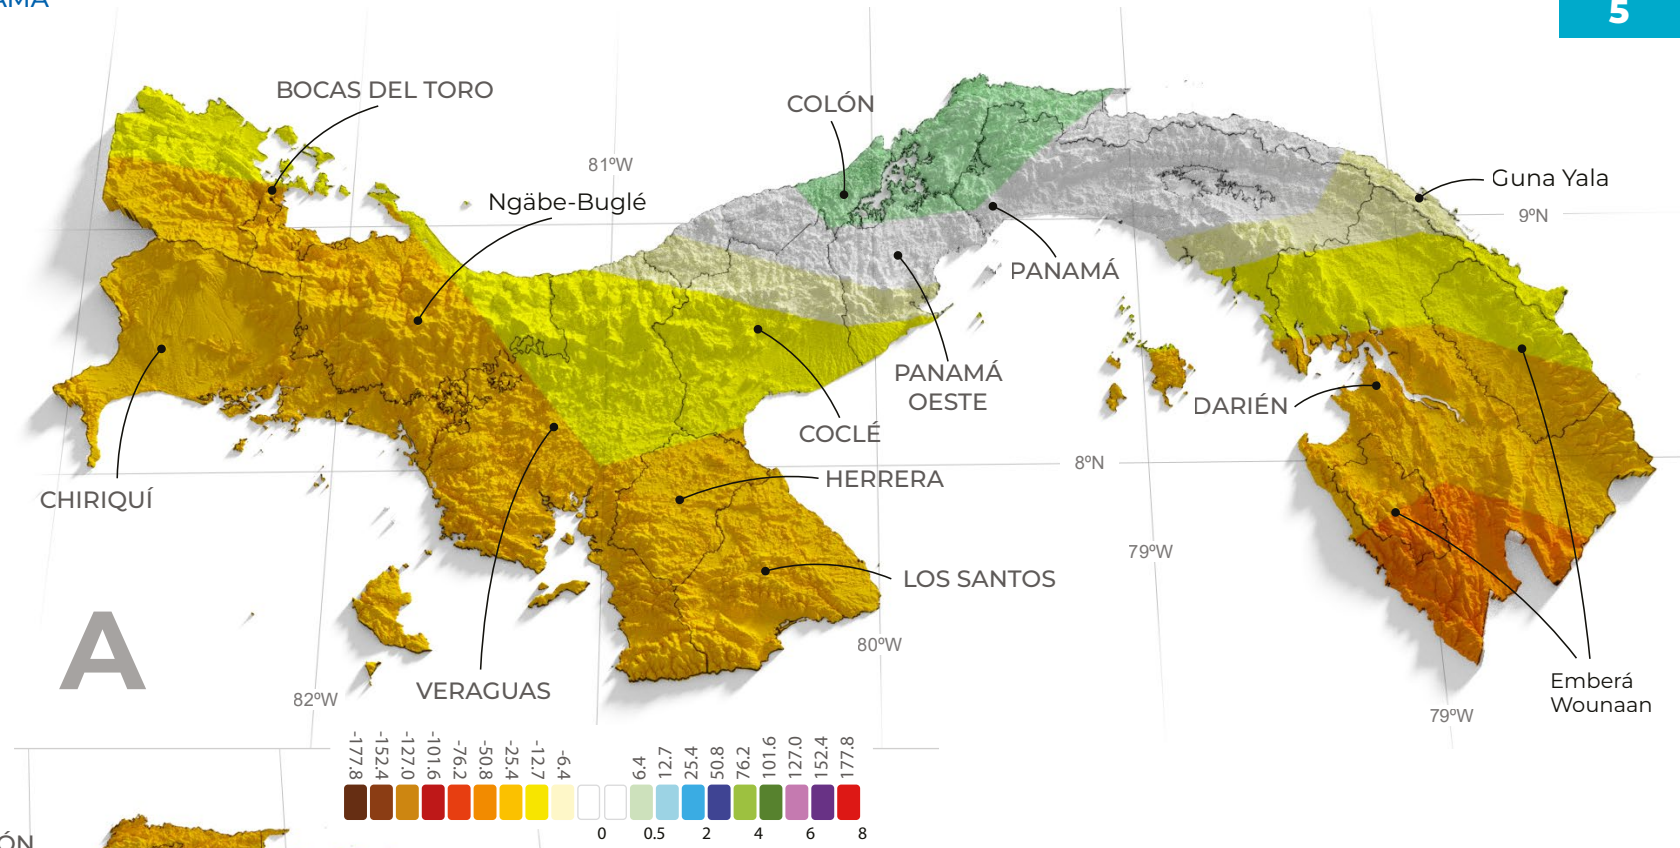 AMÁ
5
BOCAS DEL TORO
COLÓN
81ºW
Ngäbe-Buglé
Guna Yala
9ºN
PANAMÁ
PANAMÁ
OESTE
DARIÉN
COCLÉ
8ºN
HERRERA
CHIRIQUÍ
79ºW
LOS SANTOS
80ºW
A
VERAGUAS
82ºW
Emberá
Wounaan
79ºW
-177.8 -152.4 -127.0 -101.6 -76.2 -50.8 -25.4 -12.7 -6.4 6.4 12.7 25.4 50.8 76.2 101.6 127.0 152.4 177.8
0 0.5 2 4 6 8
ÓN